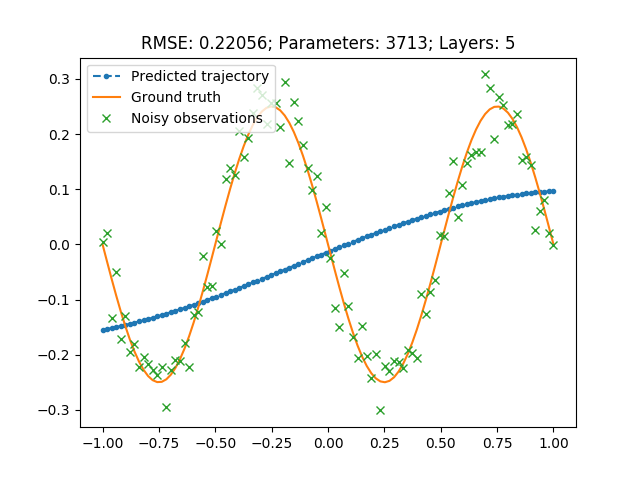 RMSE: 0.22056; Parameters: 3713; Layers: 5
Predicted trajectory
Ground truth
Noisy observations
0.3
0.2
0.1
0.0
−0.1
−0.2
−0.3
−1.00 −0.75 −0.50 −0.25 0.00 0.25 0.50 0.75 1.00